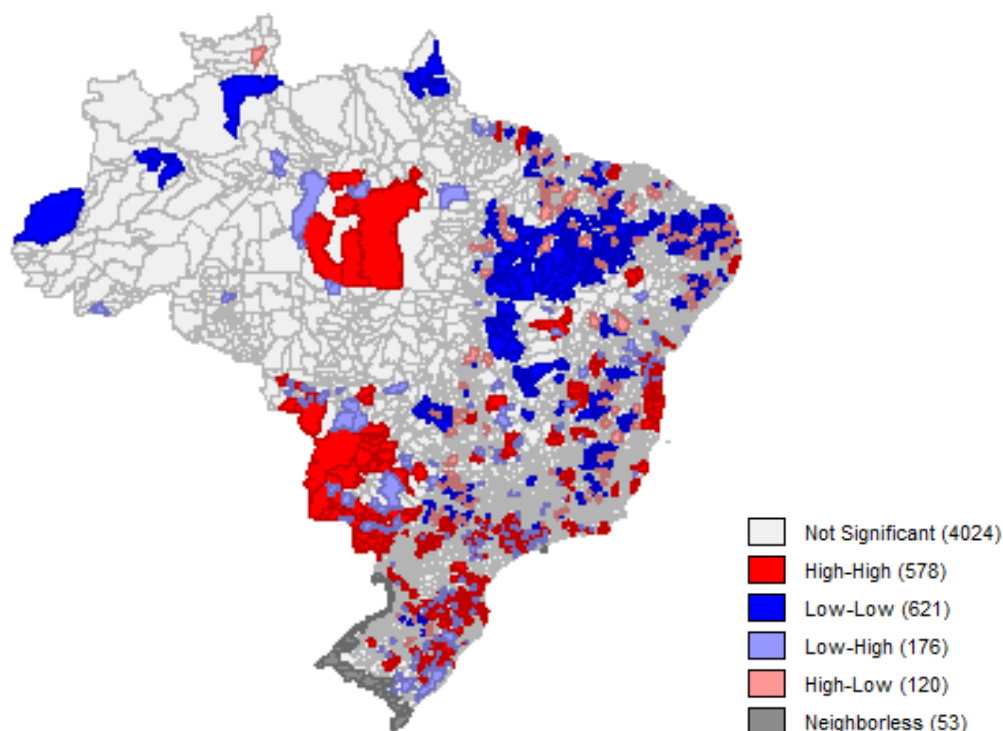 Not Significant (4024)
High-High (578)
Low-Low (621)
Low-High (176)
High-Low (120)
Neighborless (53)